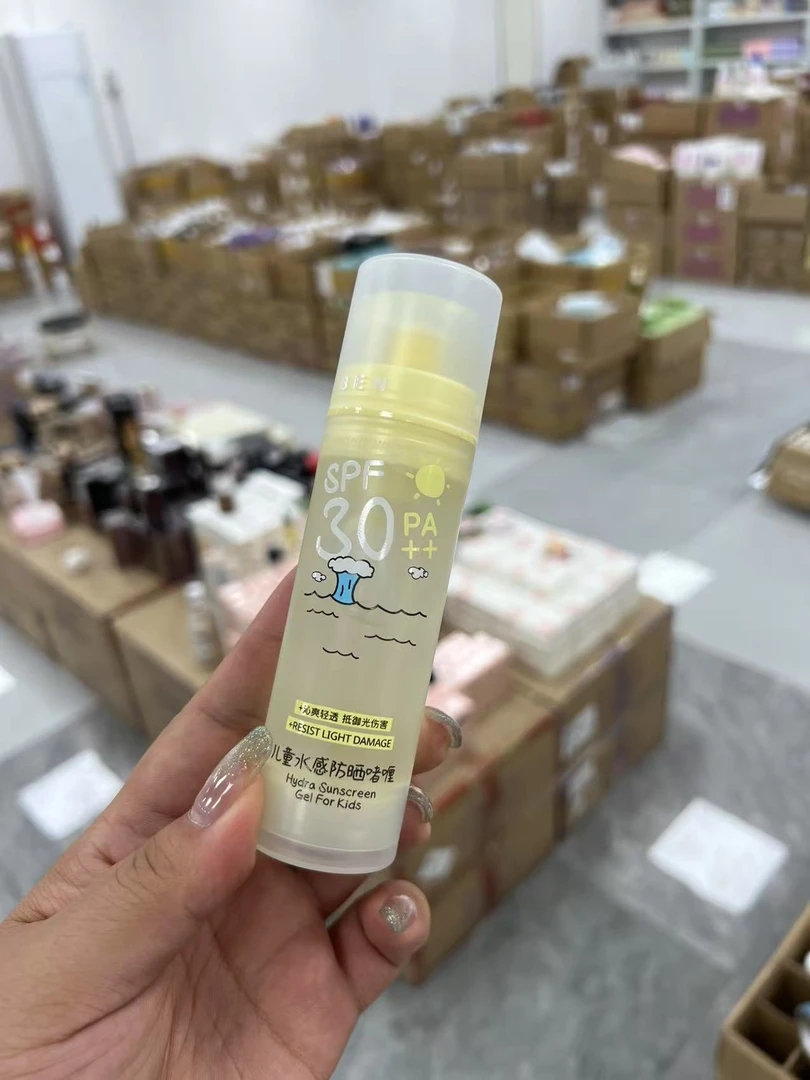 BEN
SPF
30
PA
++
+沁爽轻透 抵御光伤害
+RESIST LIGHT DAMAGE
儿童水感防晒啫喱
Hydra Sunscreen
Gel For Kids